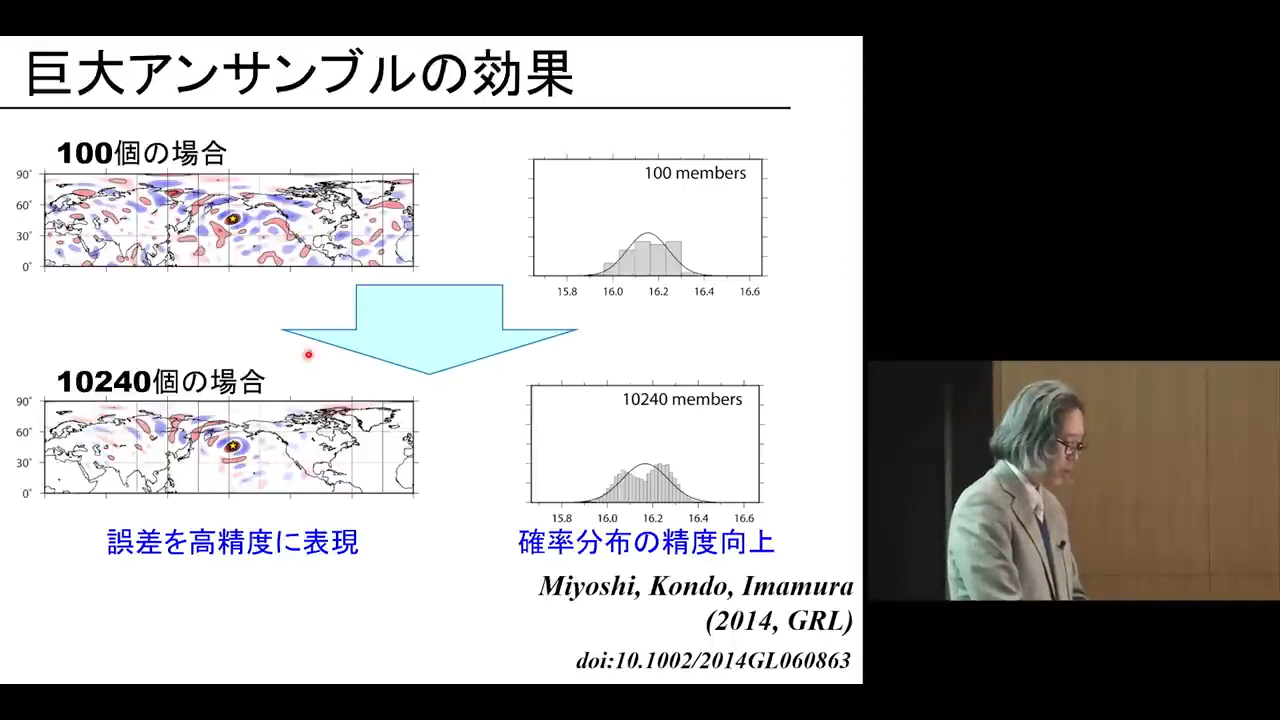 巨大アンサンブルの効果
100個の場合
90°
60°
30°
0°
100 members
15.8 16.0 16.2 16.4 16.6
10240個の場合
90°
60°
30°
0°
10240 members
15.8 16.0 16.2 16.4 16.6
誤差を高精度に表現
確率分布の精度向上
Miyoshi, Kondo, Imamura
(2014, GRL)
doi:10.1002/2014GL060863